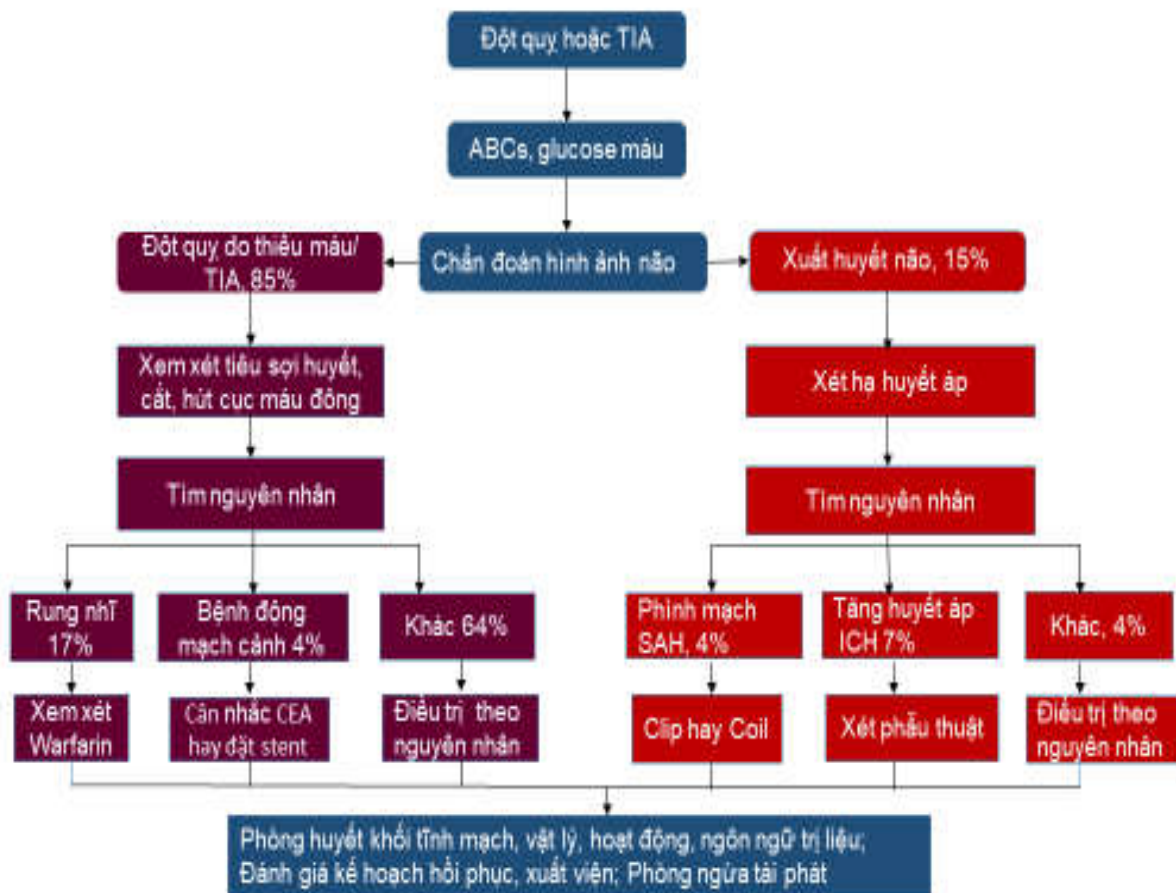 Đột quỵ hoặc TIA
ABCs, glucose máu
Đột quỵ do thiếu máu/
TIA, 85%
Chẩn đoán hình ảnh não
Xuất huyết não, 15%
Xem xét tiêu sợi huyết,
cắt, hút cục máu đông
Xét hạ huyết áp
Tìm nguyên nhân
Tìm nguyên nhân
Rung nhĩ
17%
Bệnh động
mạch cảnh 4%
Khác 64%
Phình mạch
SAH, 4%
Tăng huyết áp
ICH 7%
Khác, 4%
Xem xét
Warfarin
Cân nhắc CEA
hay đặt stent
Điều trị theo
nguyên nhân
Clip hay Coil
Xét phẫu thuật
Điều trị theo
nguyên nhân
Phòng huyết khối tĩnh mạch, vật lý, hoạt động, ngôn ngữ trị liệu;
Đánh giá kế hoạch hồi phục, xuất viện; Phòng ngừa tái phát